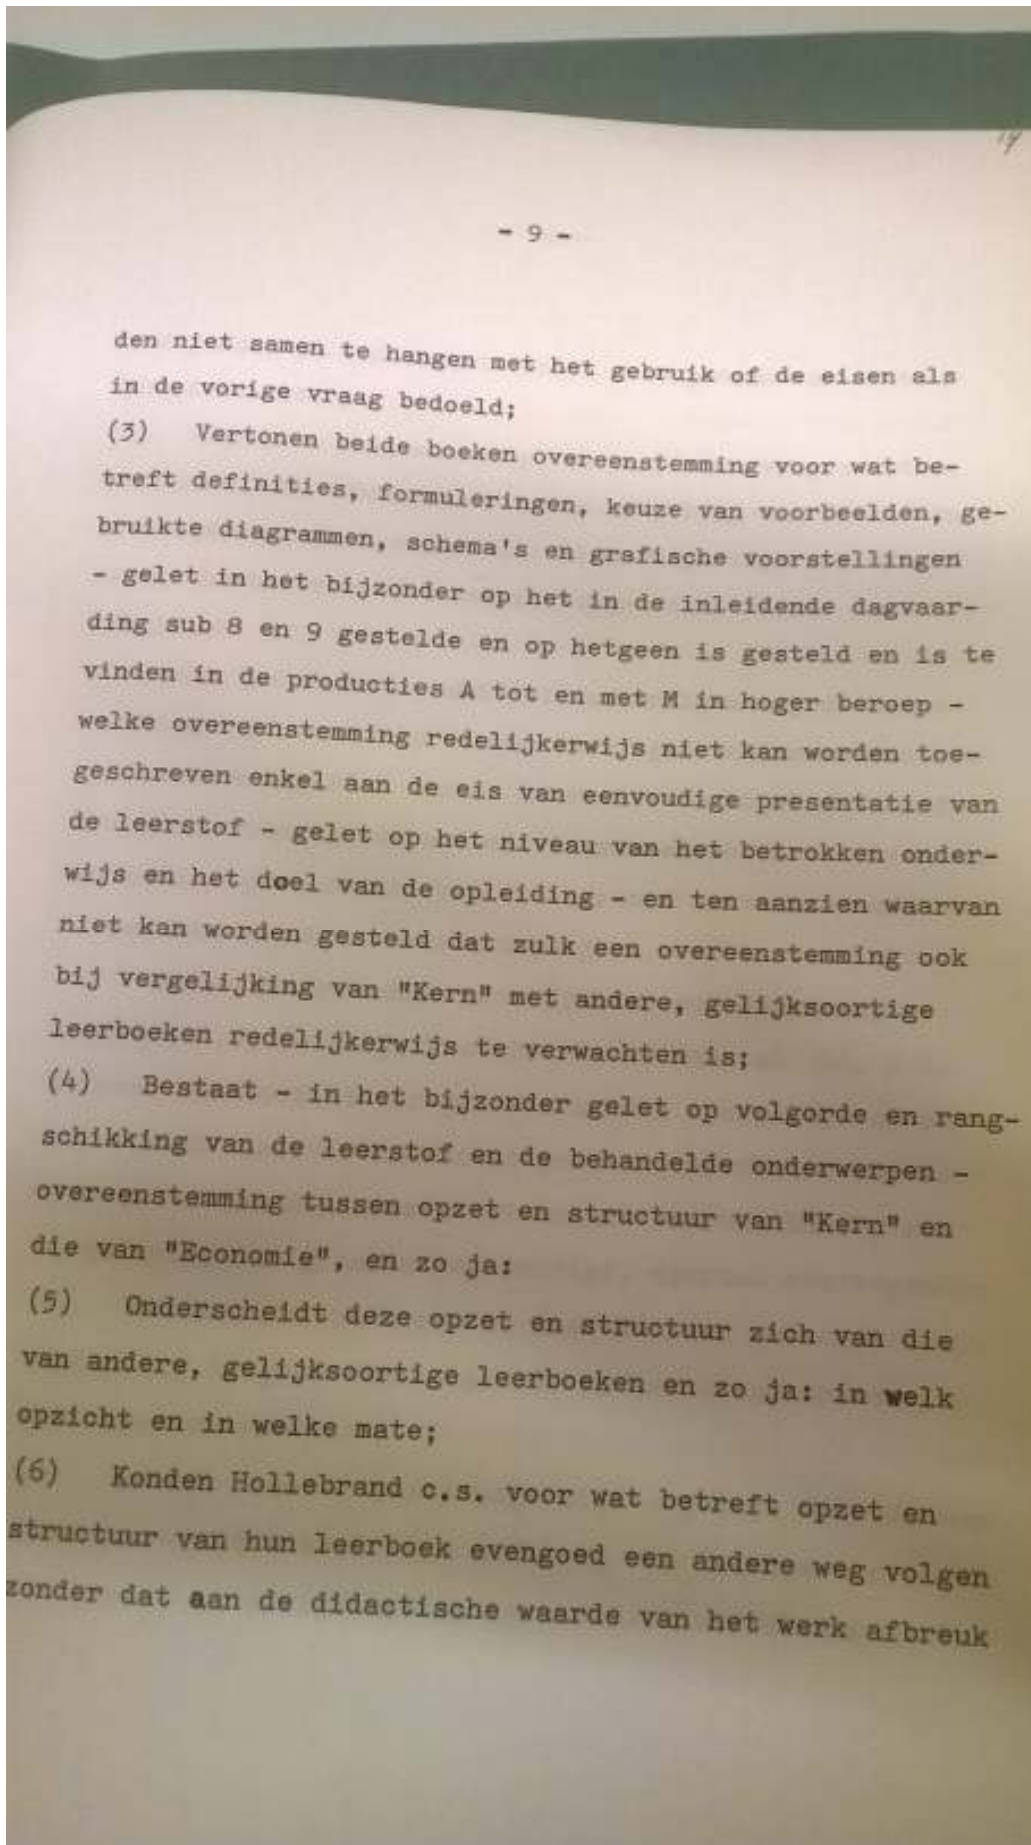 - 9 -
den niet samen te hangen met het gebruik of de eisen als
in de vorige vraag bedoeld;
(3) Vertonen beide boeken overeenstemming voor wat be-
treft definities, formuleringen, keuze van voorbeelden, ge-
bruikte diagrammen, schema's en grafische voorstellingen
- gelet in het bijzonder op het in de inleidende dagvaar-
ding sub 8 en 9 gestelde en op hetgeen is gesteld en is te
vinden in de producties A tot en met M in hoger beroep -
welke overeenstemming redelijkerwijs niet kan worden toe-
geschreven enkel aan de eis van eenvoudige presentatie van
de leerstof - gelet op het niveau van het betrokken onder-
wijs en het doel van de opleiding - en ten aanzien waarvan
niet kan worden gesteld dat zulk een overeenstemming ook
bij vergelijking van "Kern" met andere, gelijksoortige
leerboeken redelijkerwijs te verwachten is;
(4) Bestaat - in het bijzonder gelet op volgorde en rang-
schikking van de leerstof en de behandelde onderwerpen -
overeenstemming tussen opzet en structuur van "Kern" en
die van "Economie", en zo ja:
(5) Onderscheidt deze opzet en structuur zich van die
van andere, gelijksoortige leerboeken en zo ja: in welk
opzicht en in welke mate;
(6) Konden Hollebrand c.s. voor wat betreft opzet en
structuur van hun leerboek evengoed een andere weg volgen
zonder dat aan de didactische waarde van het werk afbreuk